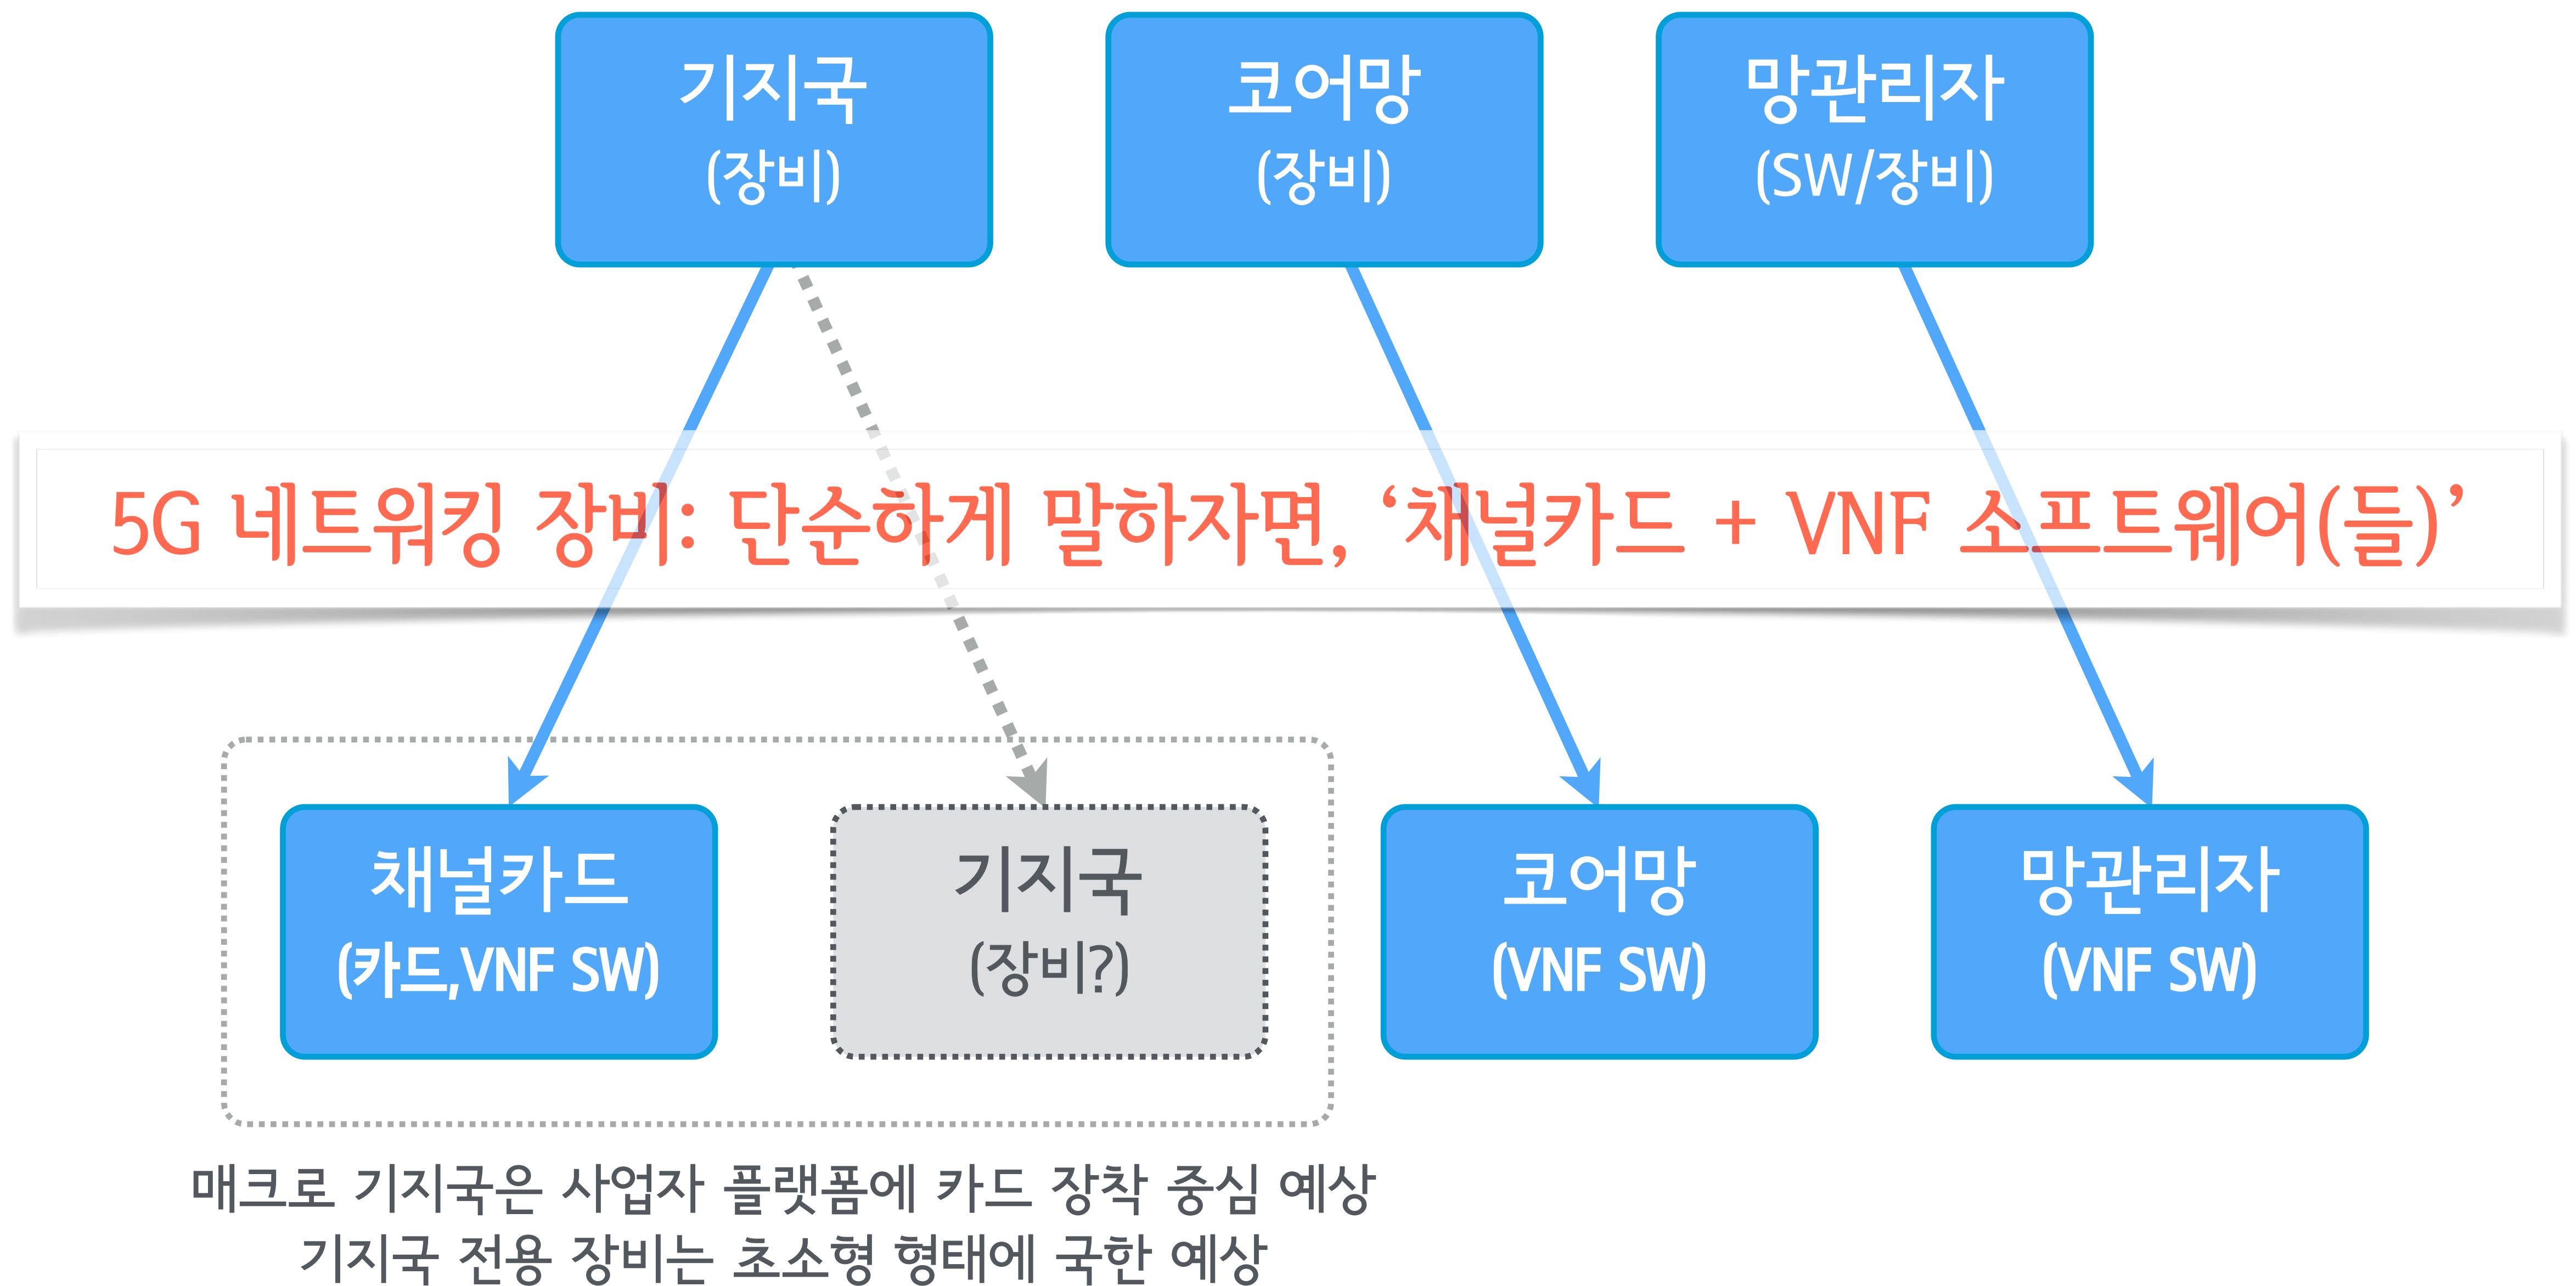 기지국
(장비)
코어망
(장비)
망관리자
(SW/장비)
5G 네트워킹 장비: 단순하게 말하자면, ‘채널카드 + VNF 소프트웨어(들)’
채널카드
(카드,VNF SW)
기지국
(장비?)
코어망
(VNF SW)
망관리자
(VNF SW)
매크로 기지국은 사업자 플랫폼에 카드 장착 중심 예상
기지국 전용 장비는 초소형 형태에 국한 예상